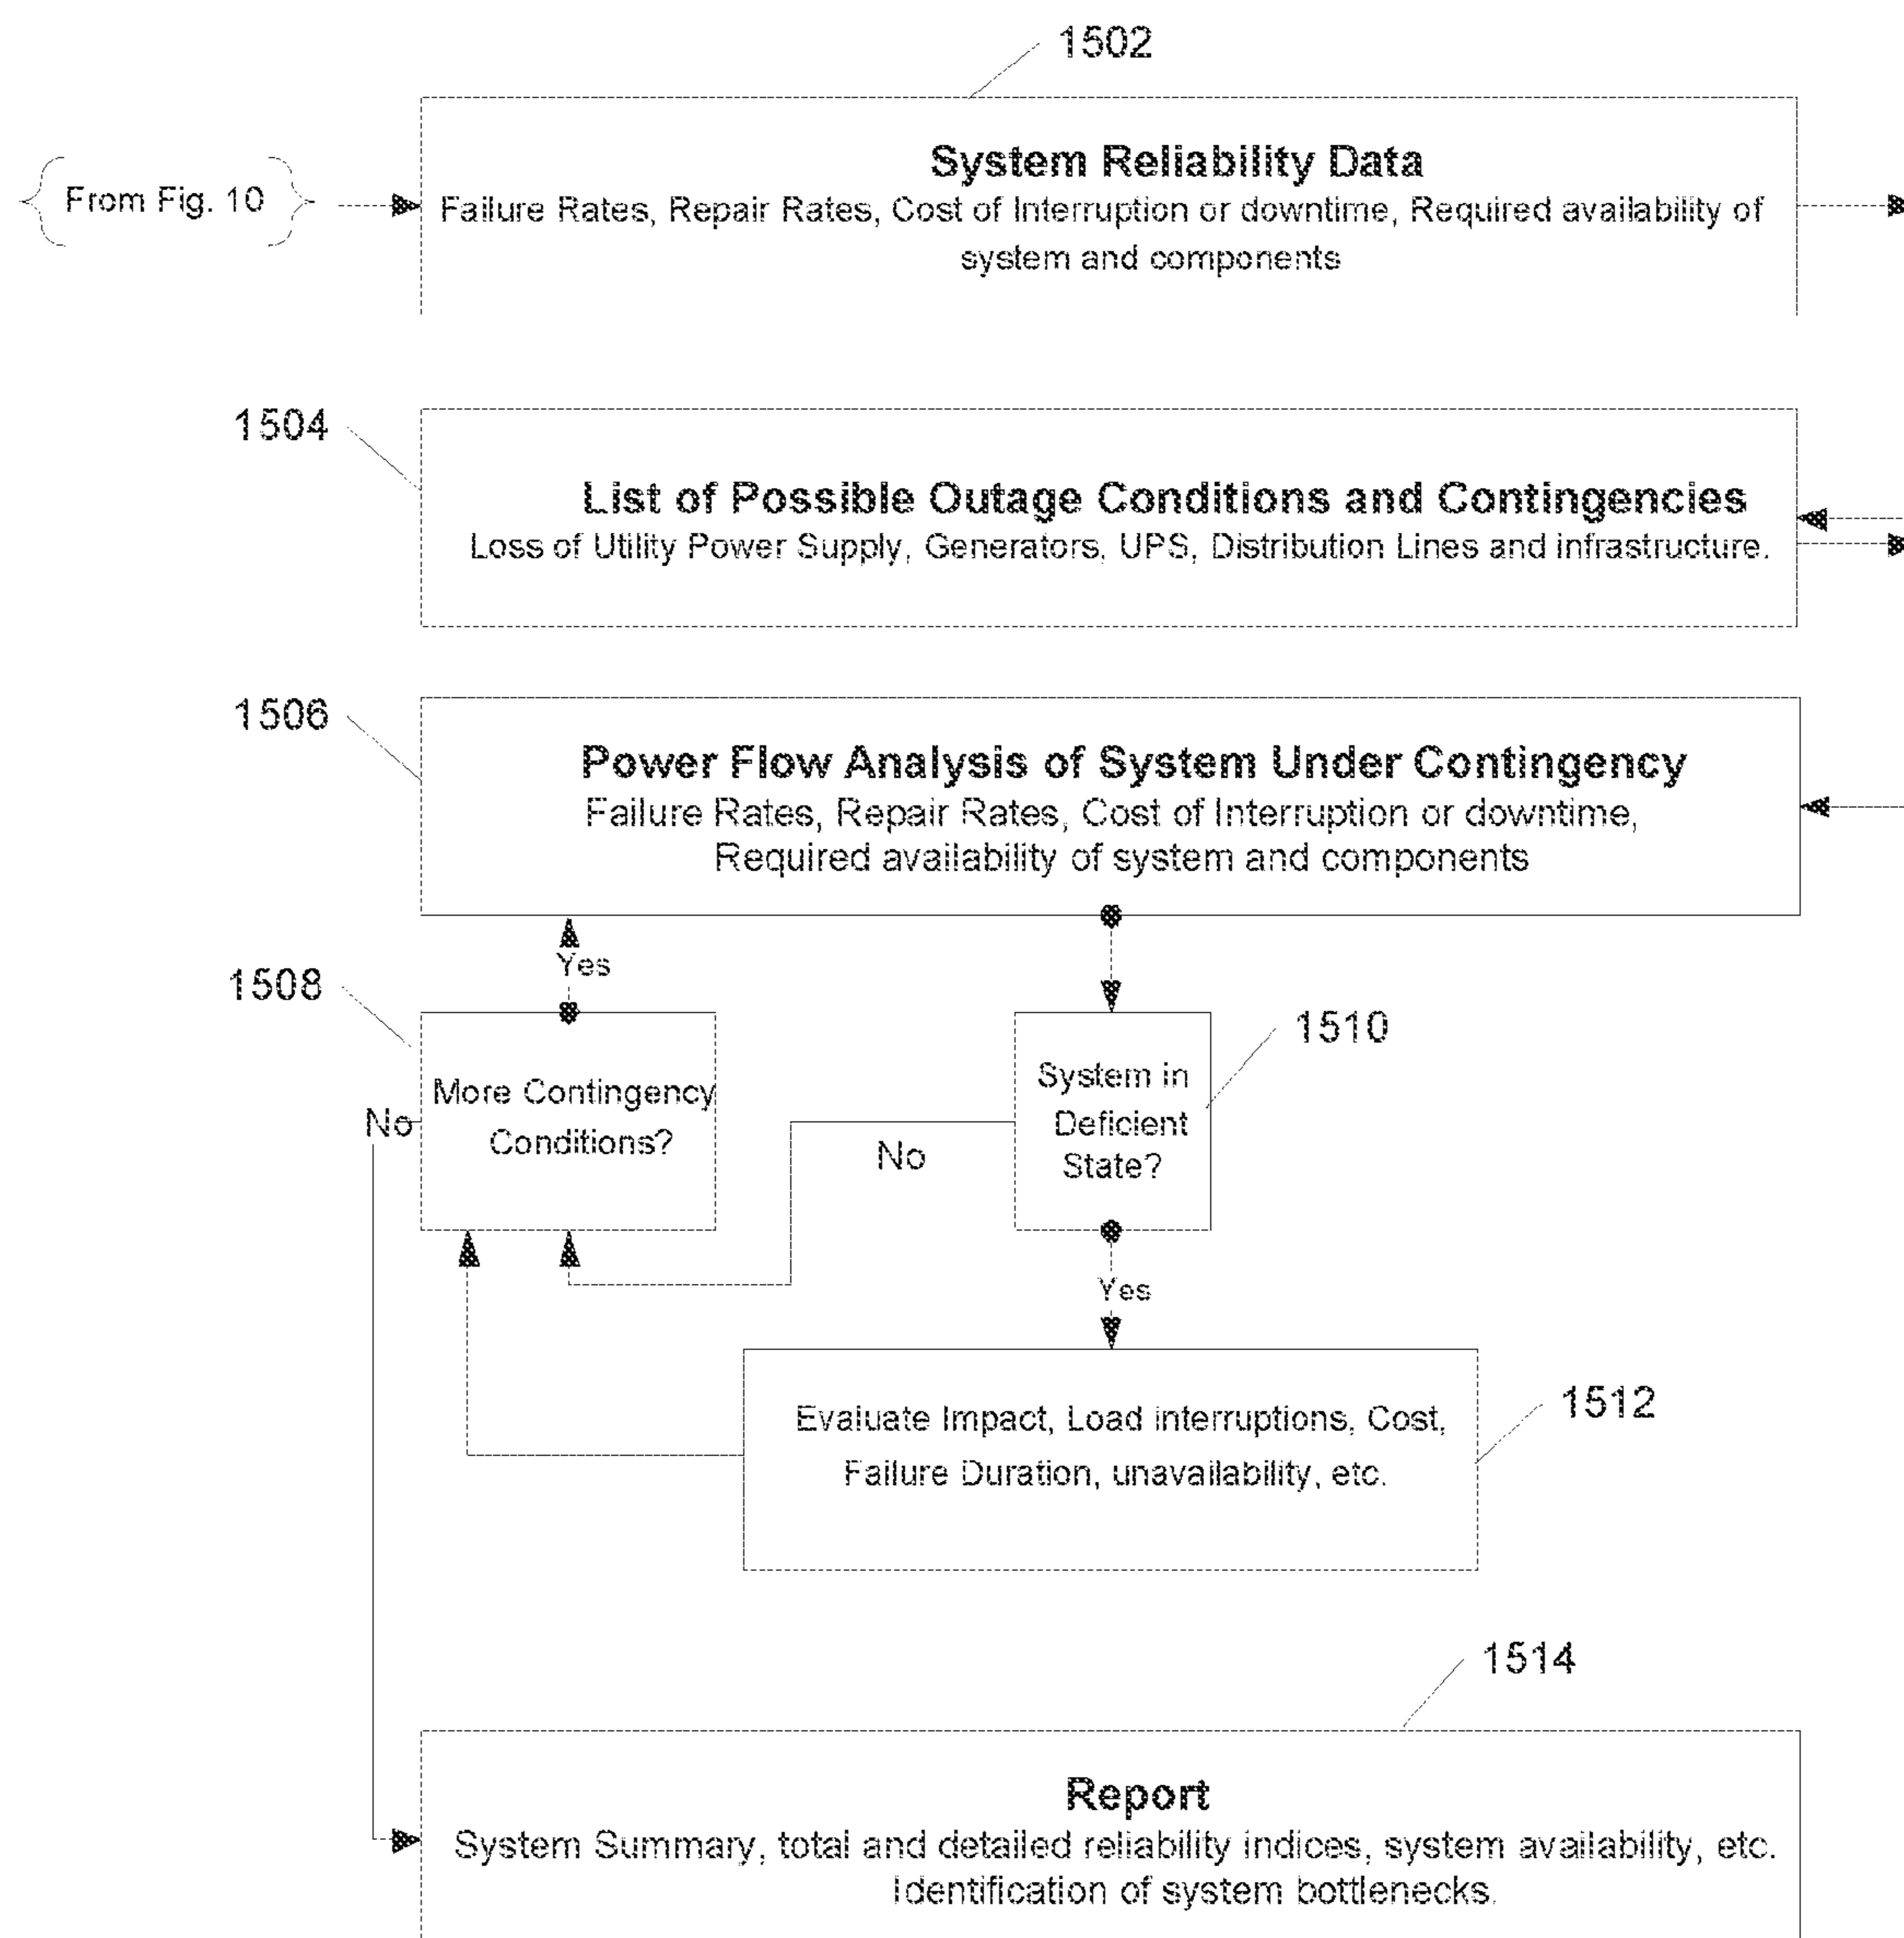 1502
System Reliability Data
From Fig. 10
Failure Rates, Repair Rates, Cost of Interruption or downtime, Required availability of
system and components
1504
List of Possible Outage Conditions and Contingencies
Loss of Utility Power Supply, Generators, UPS, Distribution Lines and infrastructure.
1506
Power Flow Analysis of System Under Contingency
Failure Rates, Repair Rates, Cost of Interruption or downtime,
Required availability of system and components
Yes
1508
More Contingency
Conditions?
No
1510
System in
Deficient
State?
No
Yes
1512
Evaluate Impact, Load interruptions, Cost,
Failure Duration, unavailability, etc.
1514
Report
System Summary, total and detailed reliability indices, system availability, etc.
Identification of system bottlenecks.